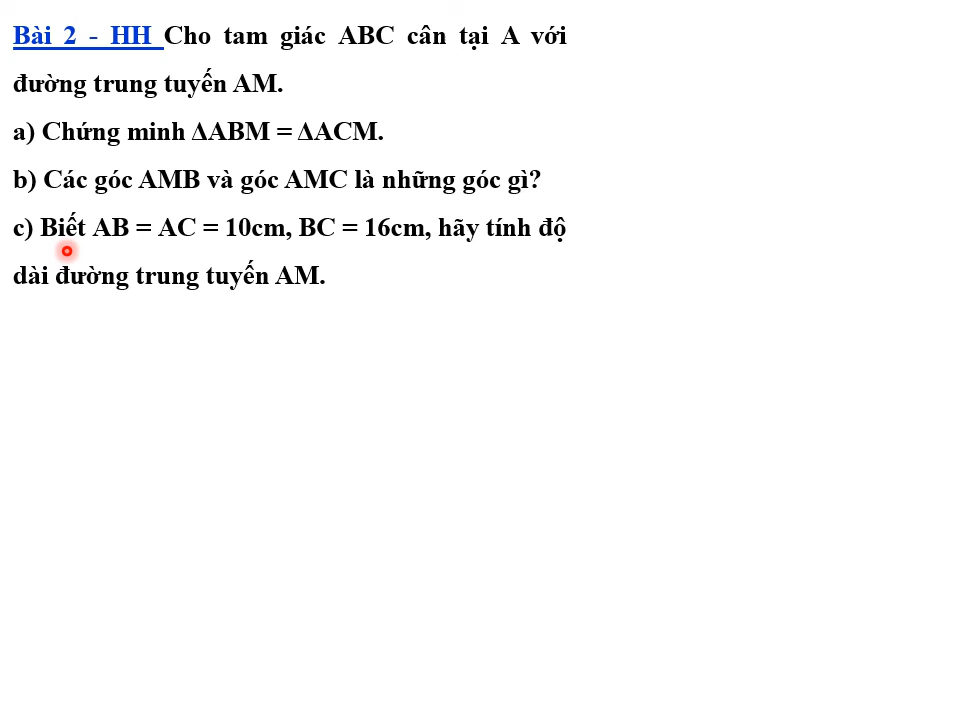 Bài 2 - HH Cho tam giác ABC cân tại A với
đường trung tuyến AM.
a) Chứng minh ΔABM = ΔACM.
b) Các góc AMB và góc AMC là những góc gì?
c) Biết AB = AC = 10cm, BC = 16cm, hãy tính độ
dài đường trung tuyến AM.